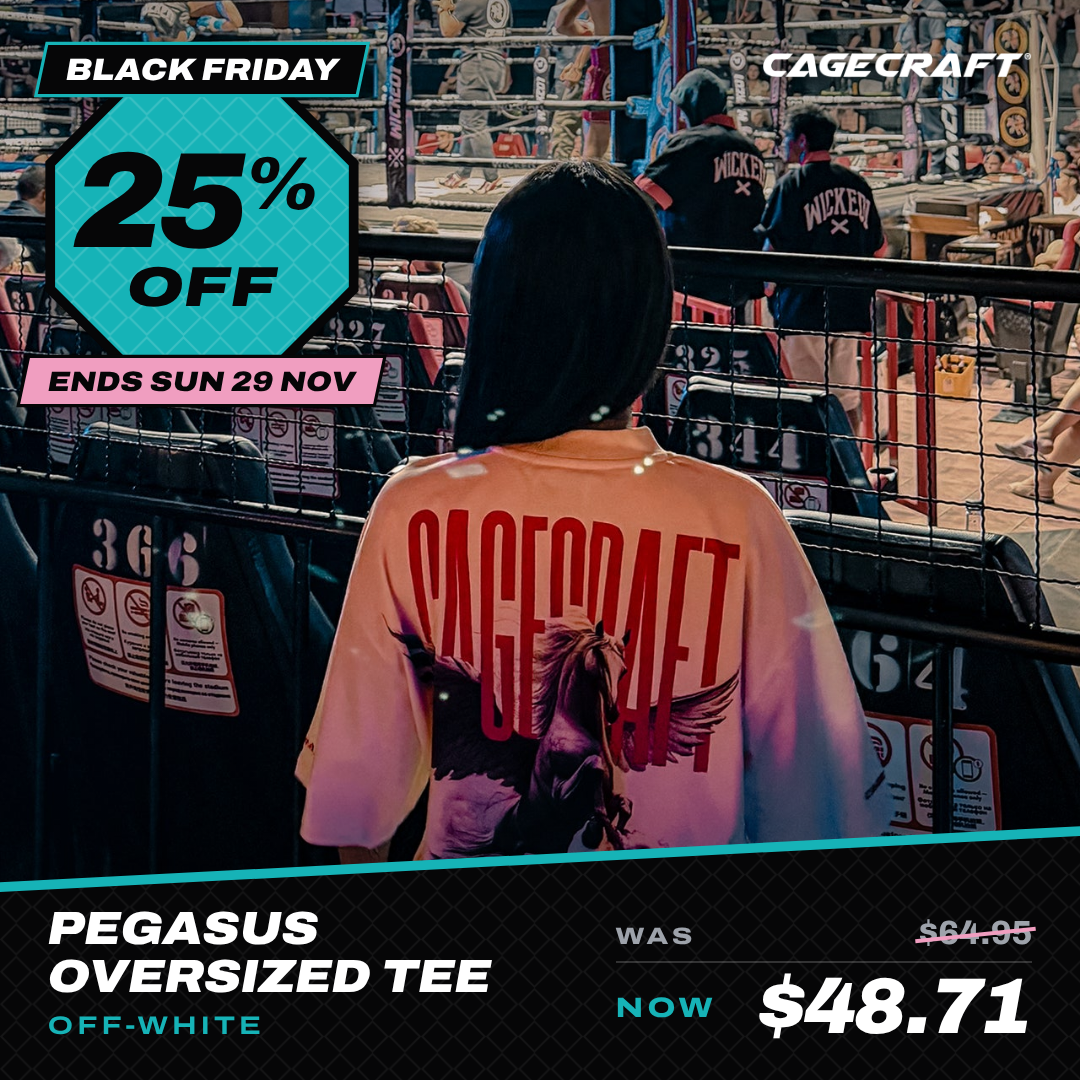 BLACK FRIDAY
CAGECRAFT®
25%
OFF
ENDS SUN 29 NOV
WICKED
WICKED
327
325
344
366
64
CAGECRAFT
PEGASUS
OVERSIZED TEE
OFF-WHITE
WAS $64.95
NOW $48.71